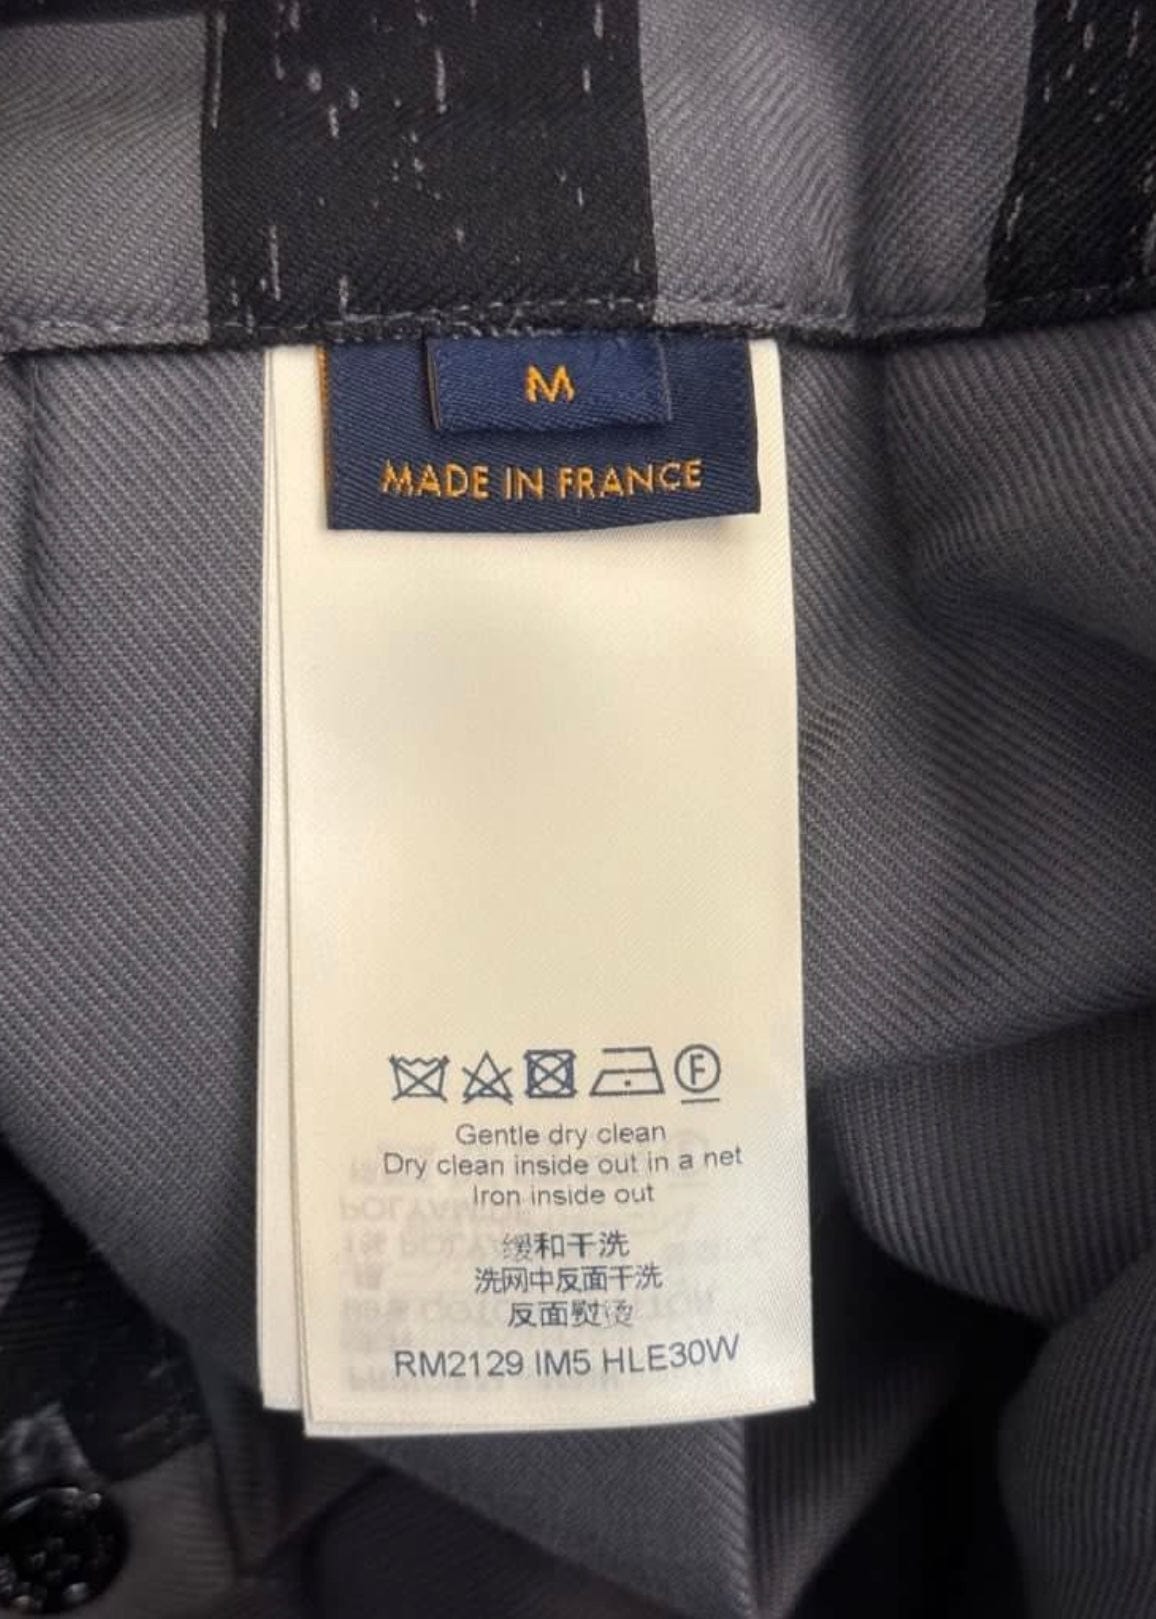 M
MADE IN FRANCE
F
Gentle dry clean
Dry clean inside out in a net
Iron inside out
缓和干洗
洗网中反面干洗
反面熨烫
RM2129 IM5 HLE30W